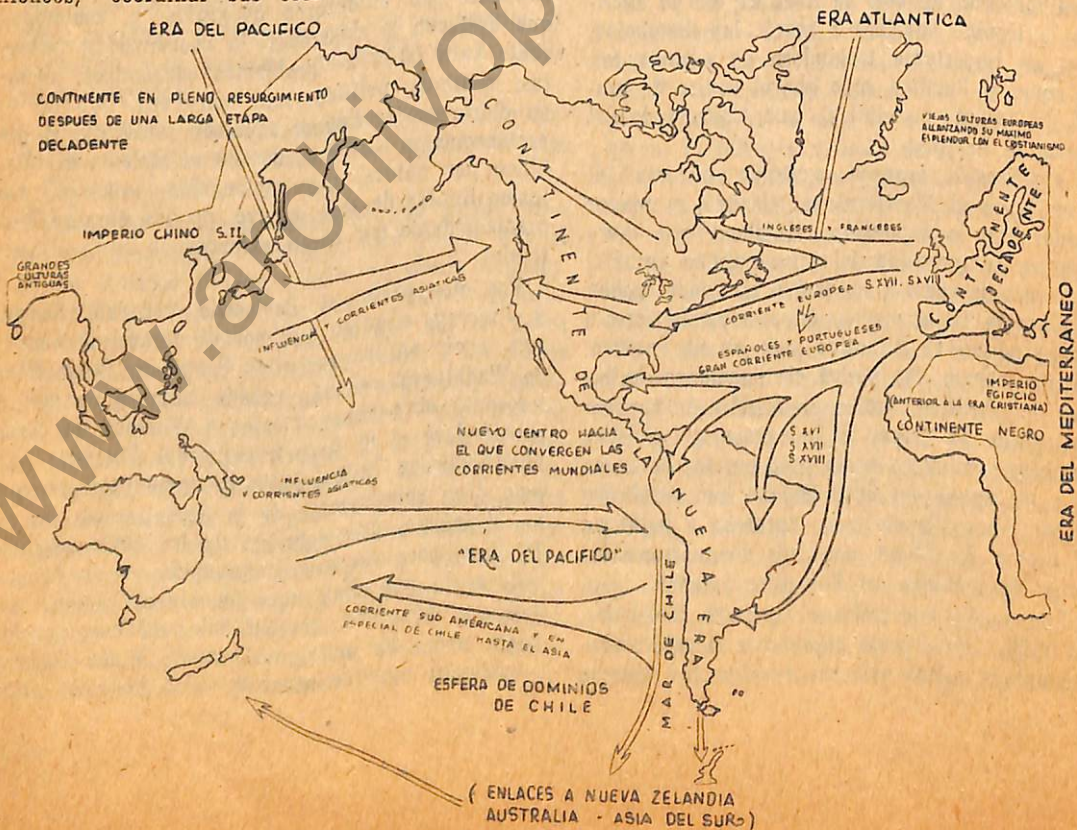 ERA DEL PACIFICO
ERA ATLANTICA
CONTINENTE EN PLENO RESURGIMIENTO
DESPUES DE UNA LARGA ETAPA
DECADENTE
VIEJAS CULTURAS EUROPEAS
ALLANZANDO SU MAXIMO
ESPLENDOR CON EL CRISTIANISMO
IMPERIO CHINO S.II.
GRANDES
CULTURAS
ANTIGUAS
INGLESES Y FRANCESES
CONTINENTE
DECADENTE
INFLUENCIA Y CORRIENTES ASIATICAS
CORRIENTE EUROPEA S.XVII. S.XVIII
ESPAÑOLES Y PORTUGUESES
GRAN CORRIENTE EUROPEA
IMPERIO
EGIPCIO
(ANTERIOR A LA ERA CRISTIANA)
CONTINENTE NEGRO
ERA DEL MEDITERRANEO
NUEVO CENTRO HACIA
EL QUE CONVERGEN LAS
CORRIENTES MUNDIALES
S XVI
S XVII
S XVIII
CONTINENTE DE LA NUEVA ERA
INFLUENCIA
Y CORRIENTES ASIATICAS
"ERA DEL PACIFICO"
CORRIENTE SUD AMERICANA Y EN
ESPECIAL DE CHILE HASTA EL ASIA
MAR DE CHILE
ESFERA DE DOMINIOS
DE CHILE
( ENLACES A NUEVA ZELANDIA
AUSTRALIA - ASIA DEL SUR )
www.archivop